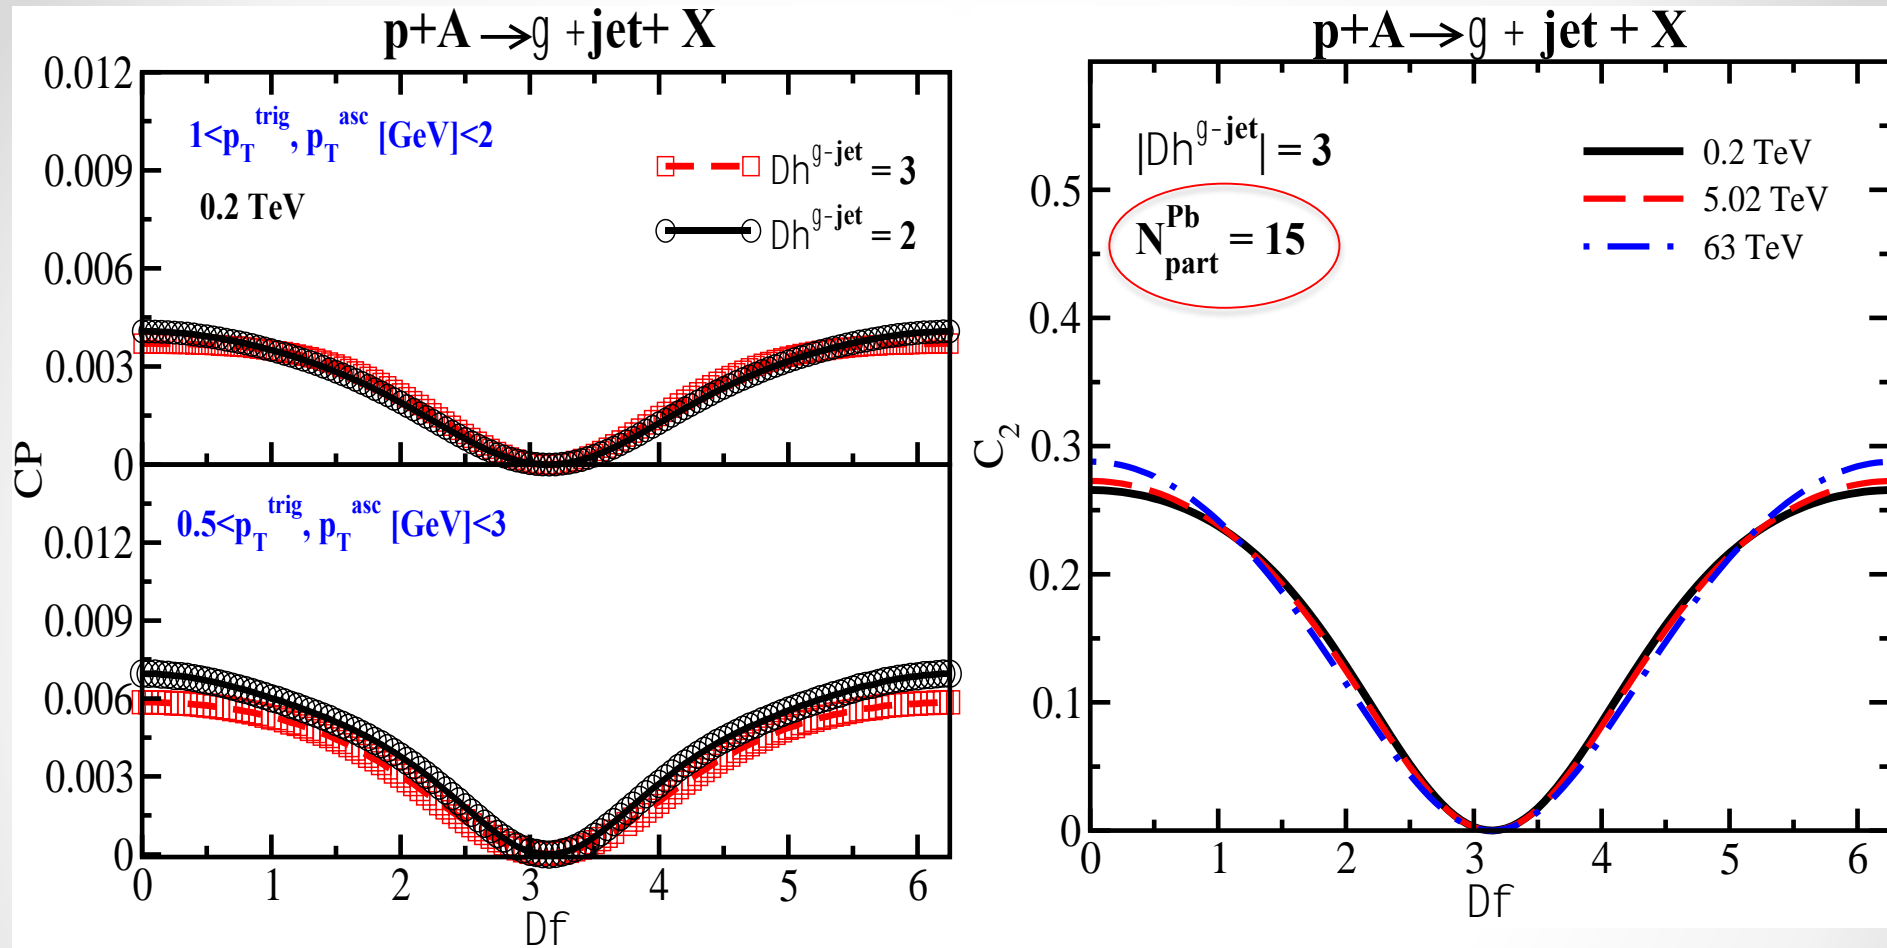 p+A →g +jet+ X
0.012
0.009
0.006
0.003
0
1<p_T^trig, p_T^asc [GeV]<2
0.2 TeV
Dh^g-jet = 3
Dh^g-jet = 2
CP
0.5<p_T^trig, p_T^asc [GeV]<3
0.012
0.009
0.006
0.003
0
0 1 2 3 4 5 6
Df
p+A →g + jet + X
|Dh^g-jet| = 3
N_part^Pb = 15
0.2 TeV
5.02 TeV
63 TeV
C_2
0.5
0.4
0.3
0.2
0.1
0
0 1 2 3 4 5 6
Df